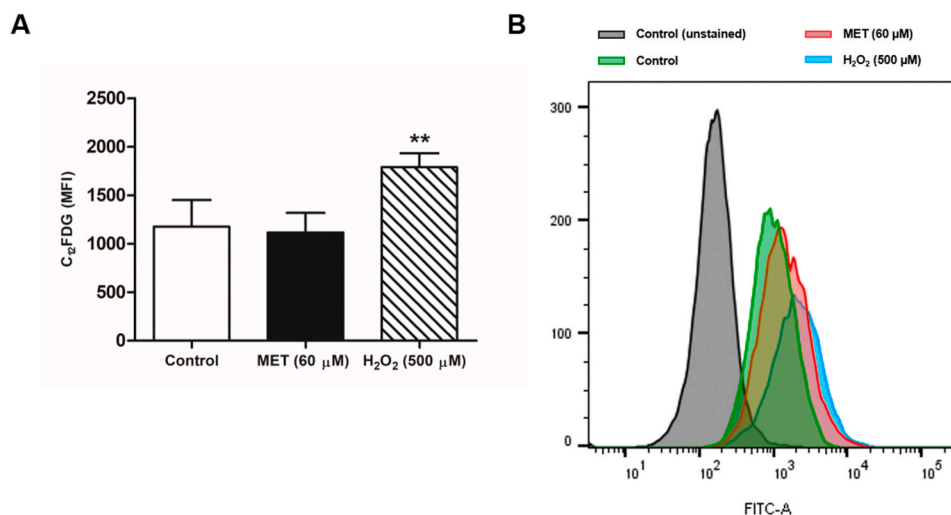 A
C₁₂FDG (MFI)
2500
2000
1500
1000
500
0
**
Control
MET (60 μM)
H₂O₂ (500 μM)
B
Control (unstained)
MET (60 μM)
Control
H₂O₂ (500 μM)
300
200
100
0
10¹
10²
10³
10⁴
10⁵
FITC-A